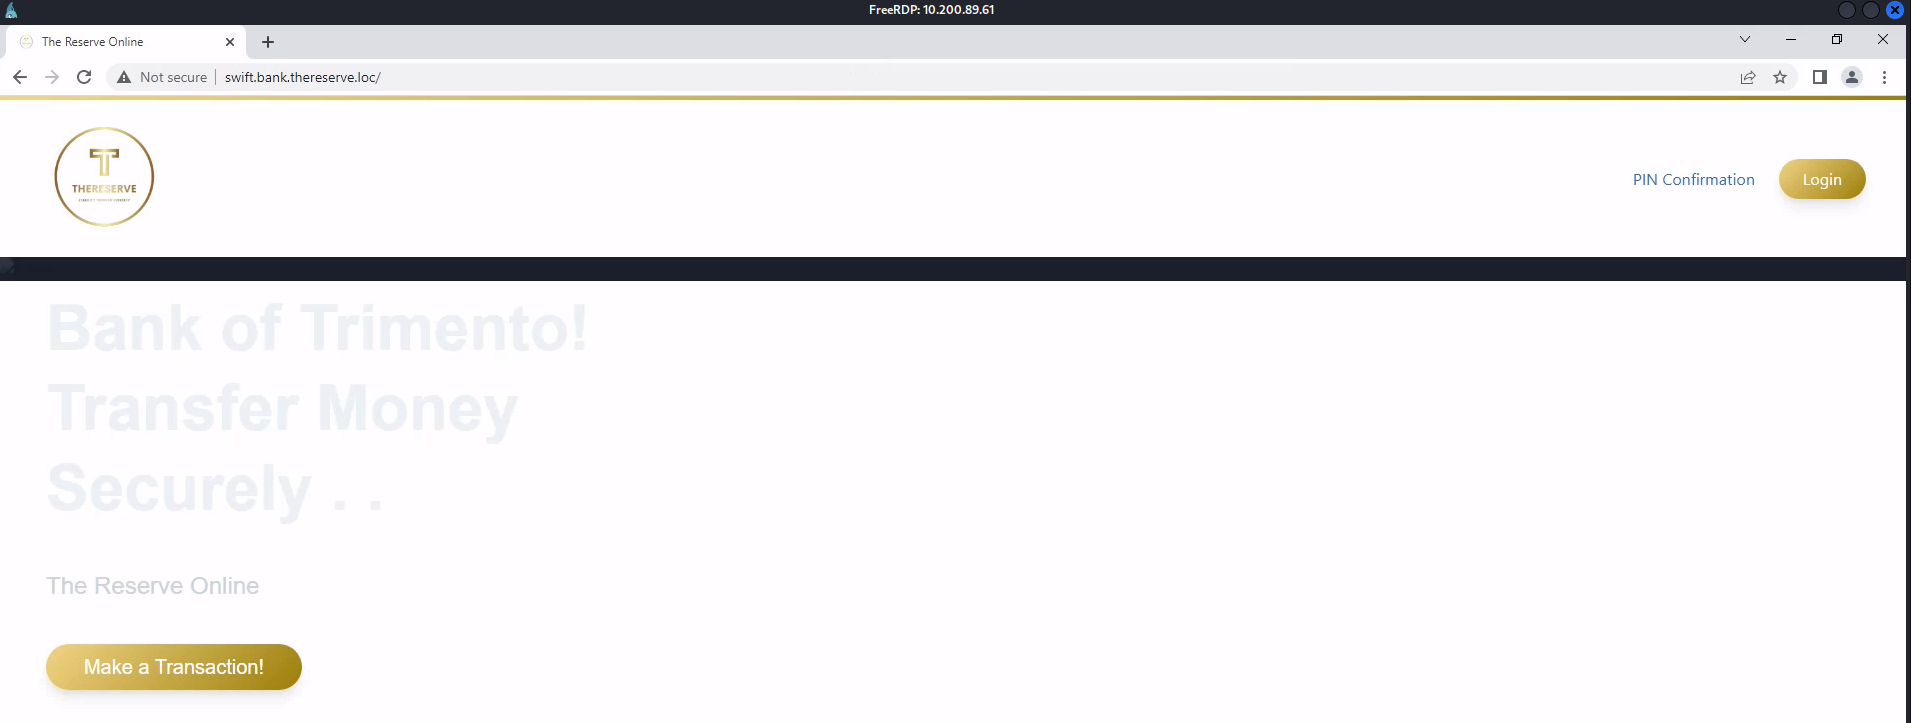 FreeRDP: 10.200.89.61
The Reserve Online
Not secure
swift.bank.thereserve.loc/
T
THERESERVE
PIN Confirmation
Login
Bank of Trimento!
Transfer Money
Securely . .
The Reserve Online
Make a Transaction!